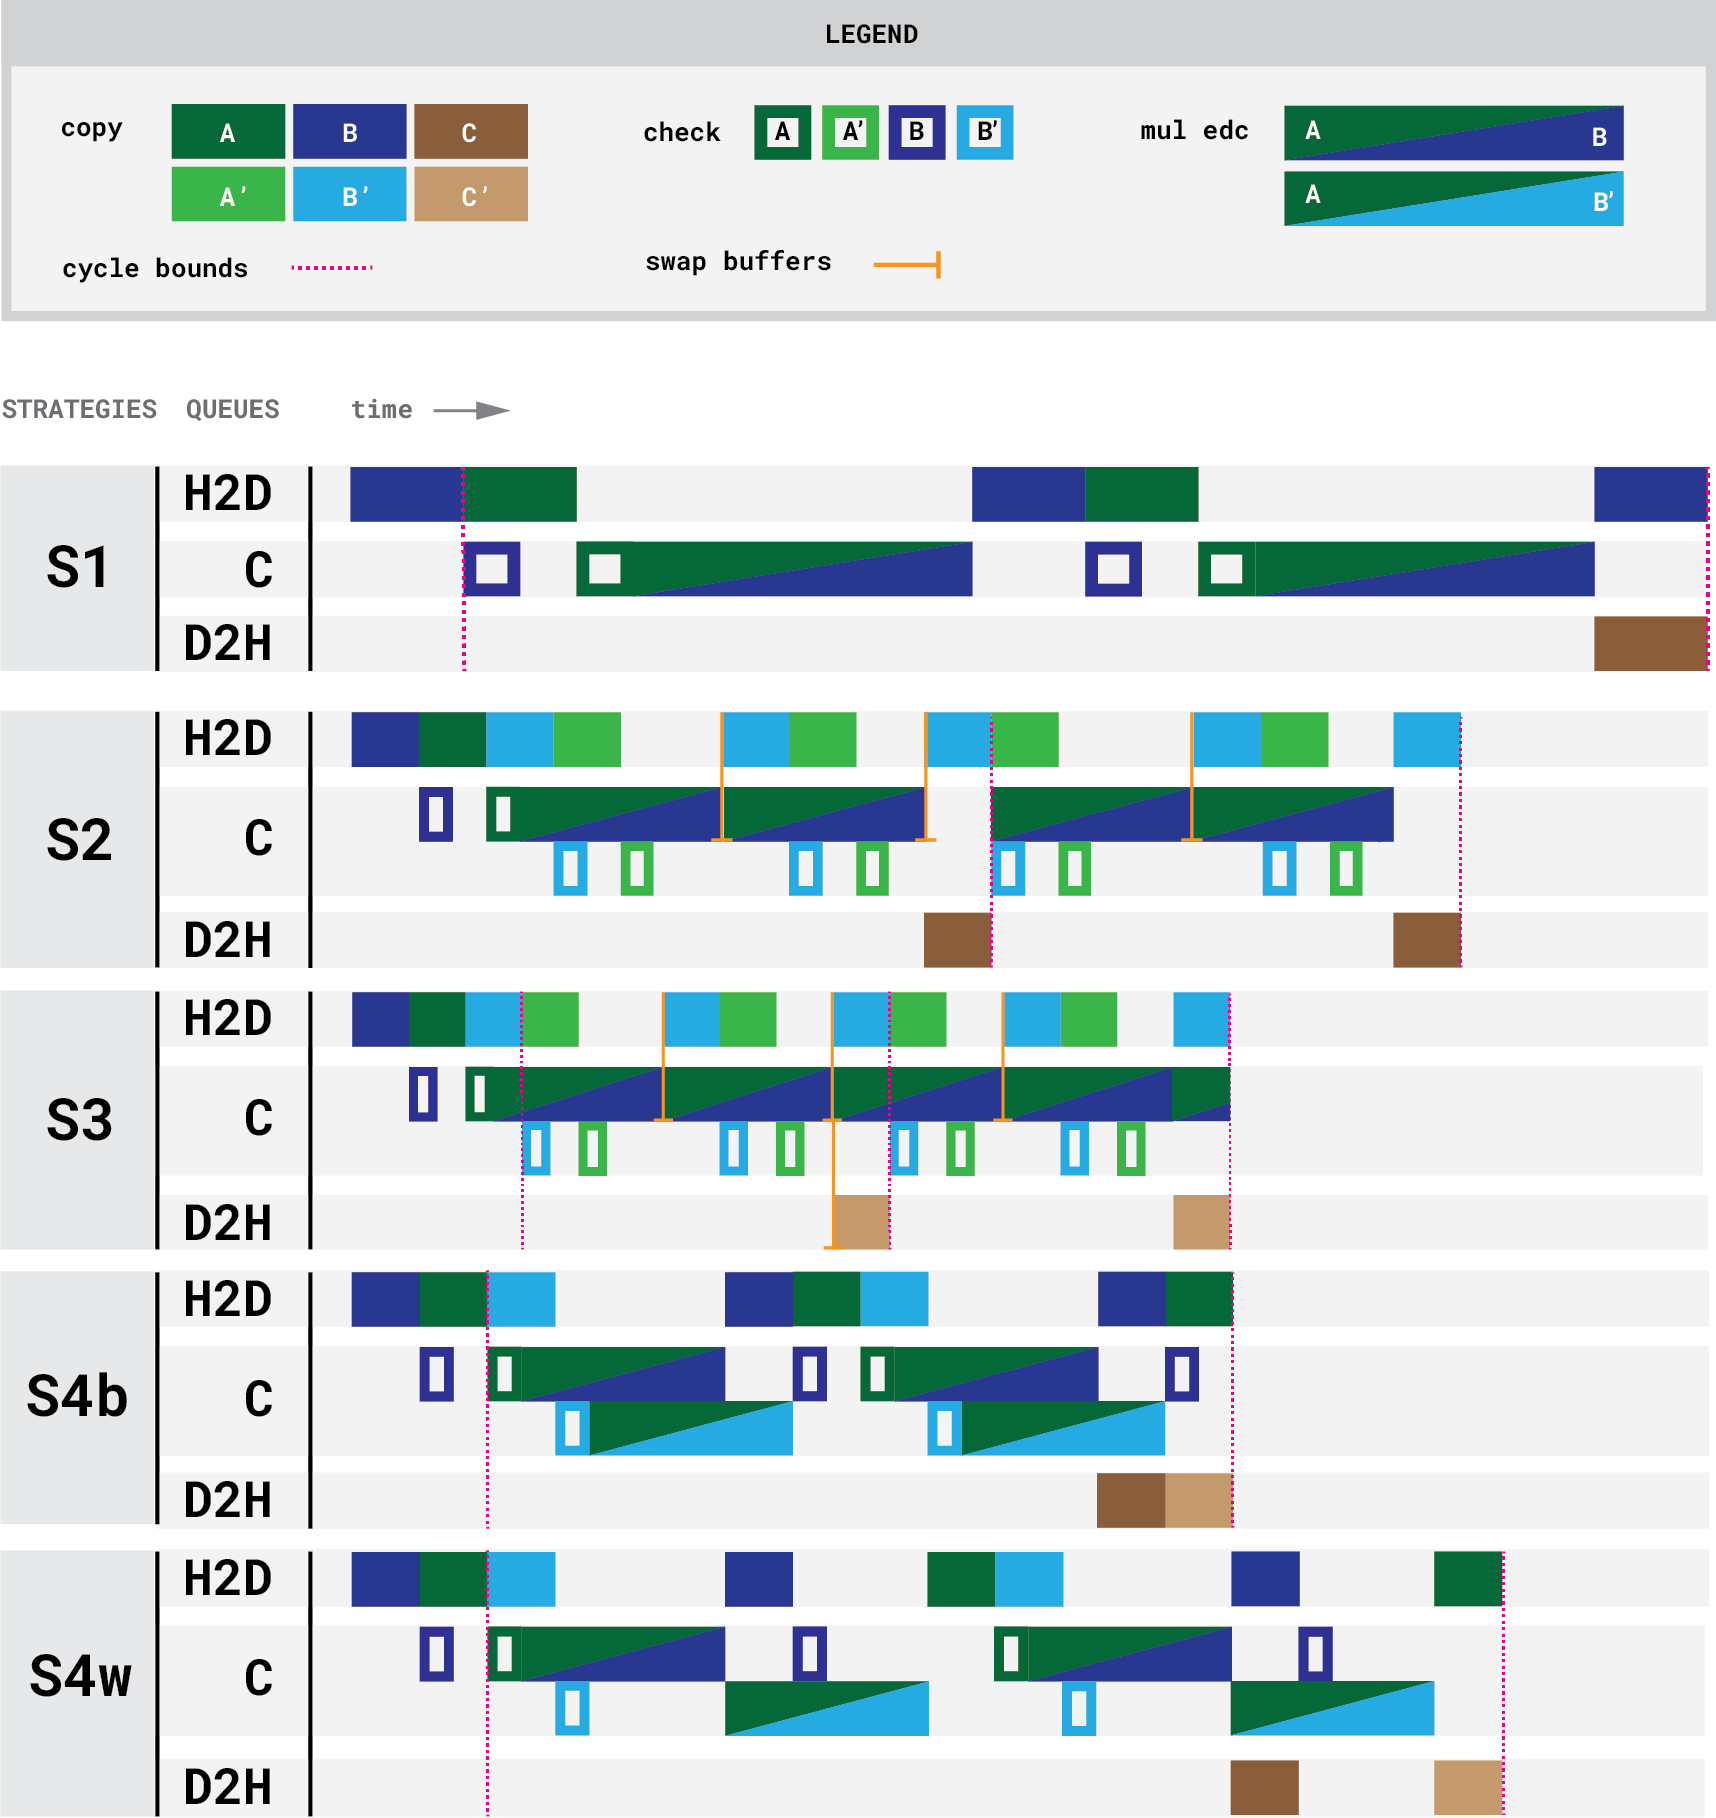 LEGEND
copy A B C check A A’ B B’ mul edc A B
A’ B’ C’ A B’
cycle bounds swap buffers
STRATEGIES QUEUES time
S1
H2D
C
D2H
S2
H2D
C
D2H
S3
H2D
C
D2H
S4b
H2D
C
D2H
S4w
H2D
C
D2H